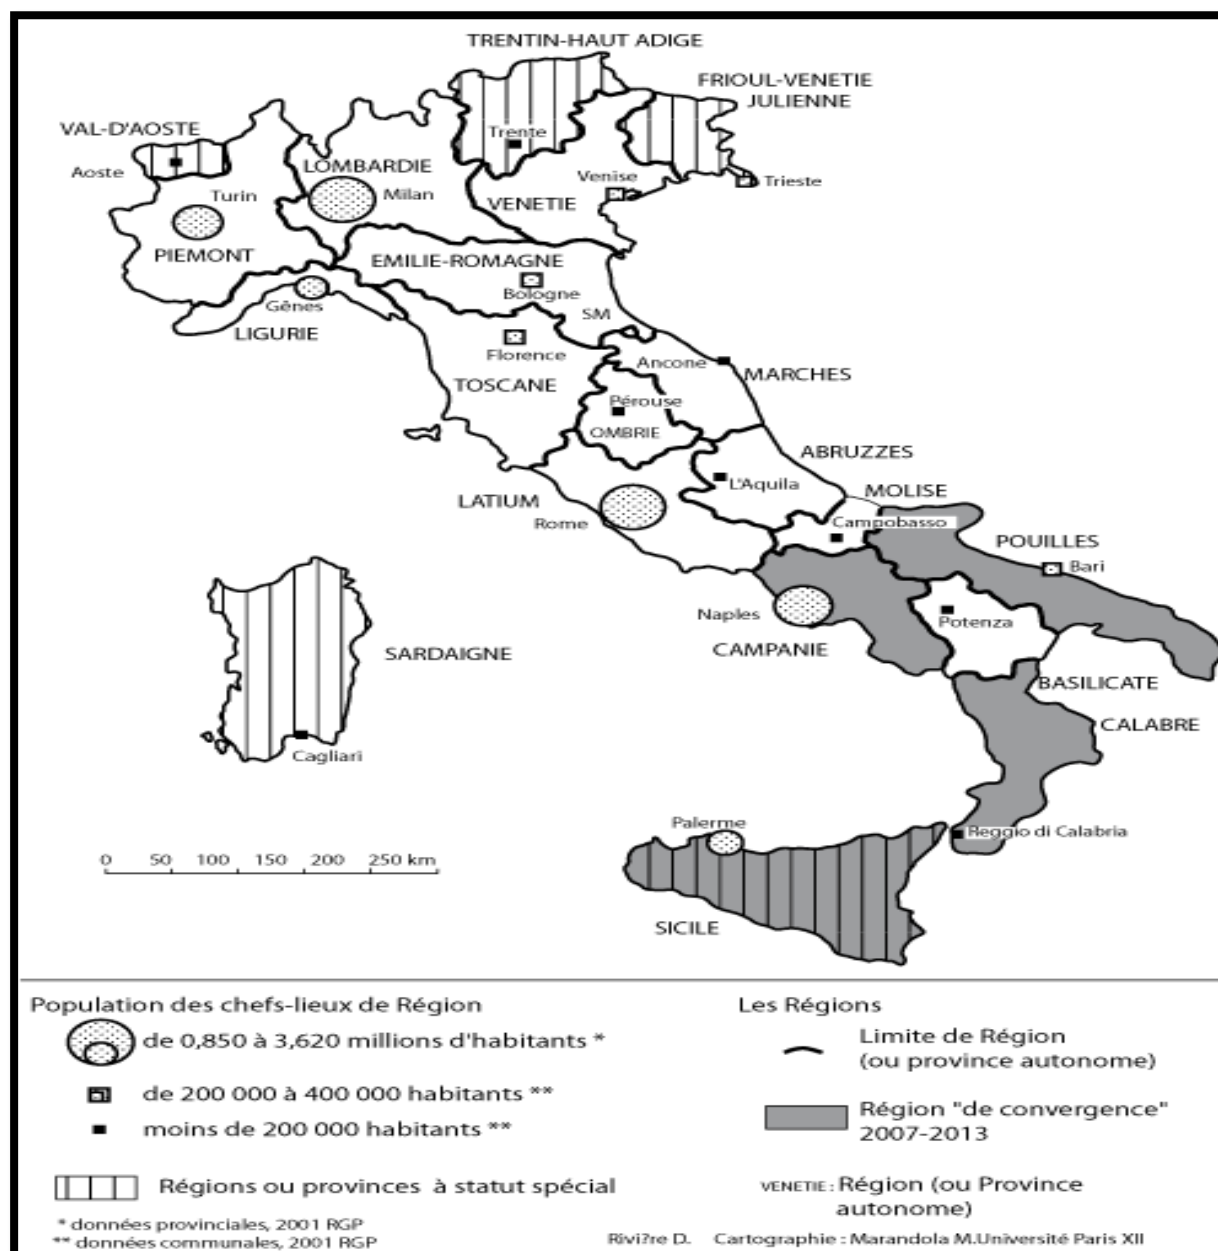 TRENTIN-HAUT ADIGE
FRIOUL-VENETIE
JULIENNE
VAL-D'AOSTE
Aoste
Trente
LOMBARDIE
Turin
Milan
Venise
Trieste
VENETIE
PIEMONT
EMILIE-ROMAGNE
Bologne
Gênes
SM
LIGURIE
Florence
Ancone
TOSCANE
MARCHES
Pérouse
OMBRIE
ABRUZZES
L'Aquila
MOLISE
LATIUM
Rome
Campobasso
POUILLES
Bari
Naples
Potenza
CAMPANIE
SARDAIGNE
BASILICATE
CALABRE
Cagliari
Palerme
Reggio di Calabria
0 50 100 150 200 250 km
SICILE
Population des chefs-lieux de Région
de 0,850 à 3,620 millions d'habitants *
de 200 000 à 400 000 habitants **
moins de 200 000 habitants **
Régions ou provinces à statut spécial
* données provinciales, 2001 RGP
** données communales, 2001 RGP
Les Régions
Limite de Région
(ou province autonome)
Région "de convergence"
2007-2013
VENETIE : Région (ou Province
autonome)
Rivi?re D. Cartographie : Marandola M.Université Paris XII